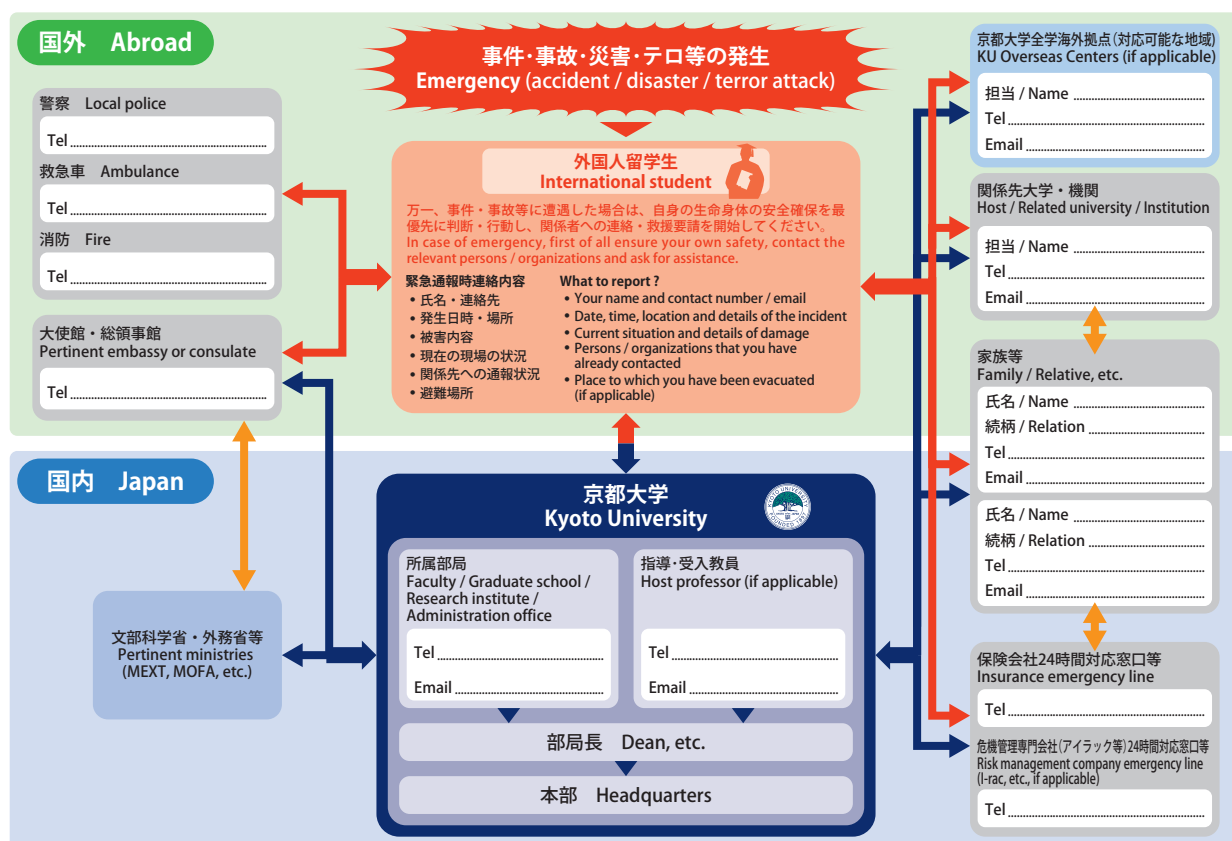 国外 Abroad
事件･事故･災害･テロ等の発生
Emergency (accident / disaster / terror attack)
警察 Local police
Tel
救急車 Ambulance
Tel
消防 Fire
Tel
大使館・総領事館
Pertinent embassy or consulate
Tel
外国人留学生
International student
万一、事件・事故等に遭遇した場合は、自身の生命身体の安全確保を最
優先に判断・行動し、関係者への連絡・救援要請を開始してください。
In case of emergency, first of all ensure your own safety, contact the
relevant persons / organizations and ask for assistance.
緊急通報時連絡内容
• 氏名・連絡先
• 発生日時・場所
• 被害内容
• 現在の現場の状況
• 関係先への通報状況
• 避難場所
What to report ?
• Your name and contact number / email
• Date, time, location and details of the incident
• Current situation and details of damage
• Persons / organizations that you have
already contacted
• Place to which you have been evacuated
(if applicable)
京都大学全学海外拠点(対応可能な地域)
KU Overseas Centers (if applicable)
担当 / Name
Tel
Email
関係先大学・機関
Host / Related university / Institution
担当 / Name
Tel
Email
家族等
Family / Relative, etc.
氏名 / Name
続柄 / Relation
Tel
Email
氏名 / Name
続柄 / Relation
Tel
Email
保険会社24時間対応窓口等
Insurance emergency line
Tel
危機管理専門会社(アイラック等)24時間対応窓口等
Risk management company emergency line
(I-rac, etc., if applicable)
Tel
国内 Japan
文部科学省・外務省等
Pertinent ministries
(MEXT, MOFA, etc.)
京都大学
Kyoto University
KYOTO UNIVERSITY
所属部局
Faculty / Graduate school /
Research institute /
Administration office
Tel
Email
指導･受入教員
Host professor (if applicable)
Tel
Email
部局長 Dean, etc.
本部 Headquarters